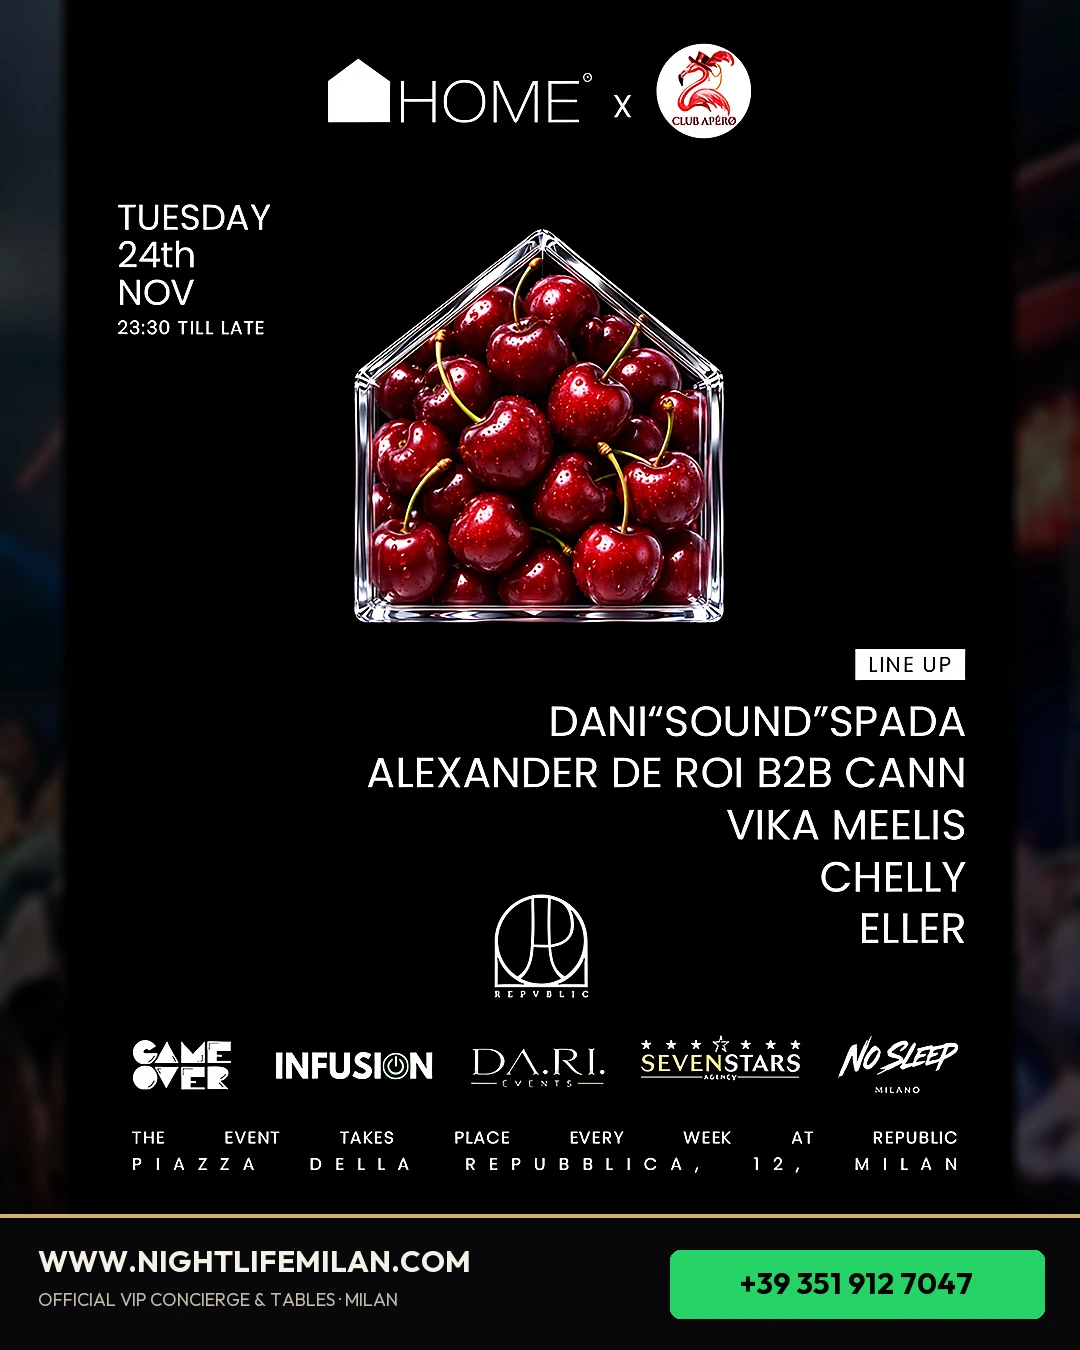 HOME
X
CLUB APÉRØ
TUESDAY
24th
NOV
23:30 TILL LATE
LINE UP
DANI“SOUND”SPADA
ALEXANDER DE ROI B2B CANN
VIKA MEELIS
CHELLY
ELLER
REPVBLIC
GAME OVER
INFUSION
DA.RI.
EVENTS
SEVENSTARS
AGENCY
NO SLEEP
MILANO
THE EVENT TAKES PLACE EVERY WEEK AT REPUBLIC
PIAZZA DELLA REPUBBLICA, 12, MILAN
WWW.NIGHTLIFEMILAN.COM
OFFICIAL VIP CONCIERGE & TABLES · MILAN
+39 351 912 7047